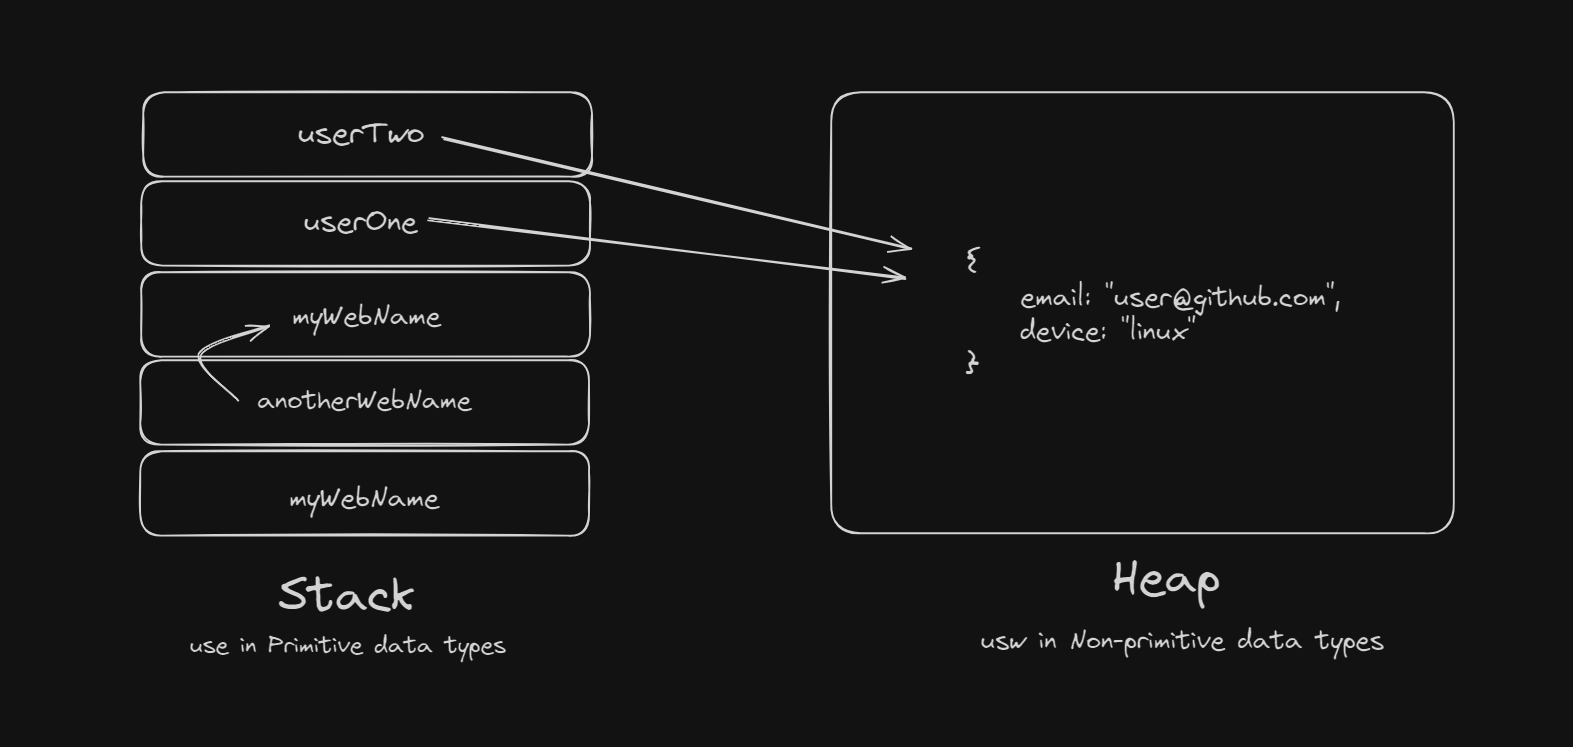 userTwo
userOne
myWebName
anotherWebName
myWebName
Stack
use in Primitive data types
{
email: "user@github.com",
device: "linux"
}
Heap
usw in Non-primitive data types